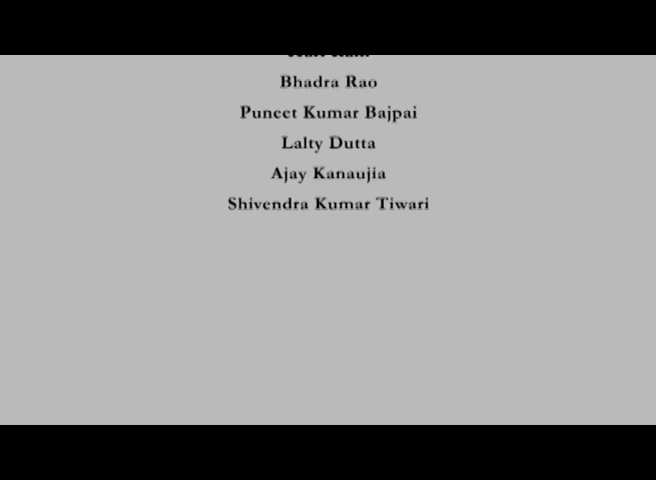 Bhadra Rao
Puneet Kumar Bajpai
Lalty Dutta
Ajay Kanaujia
Shivendra Kumar Tiwari